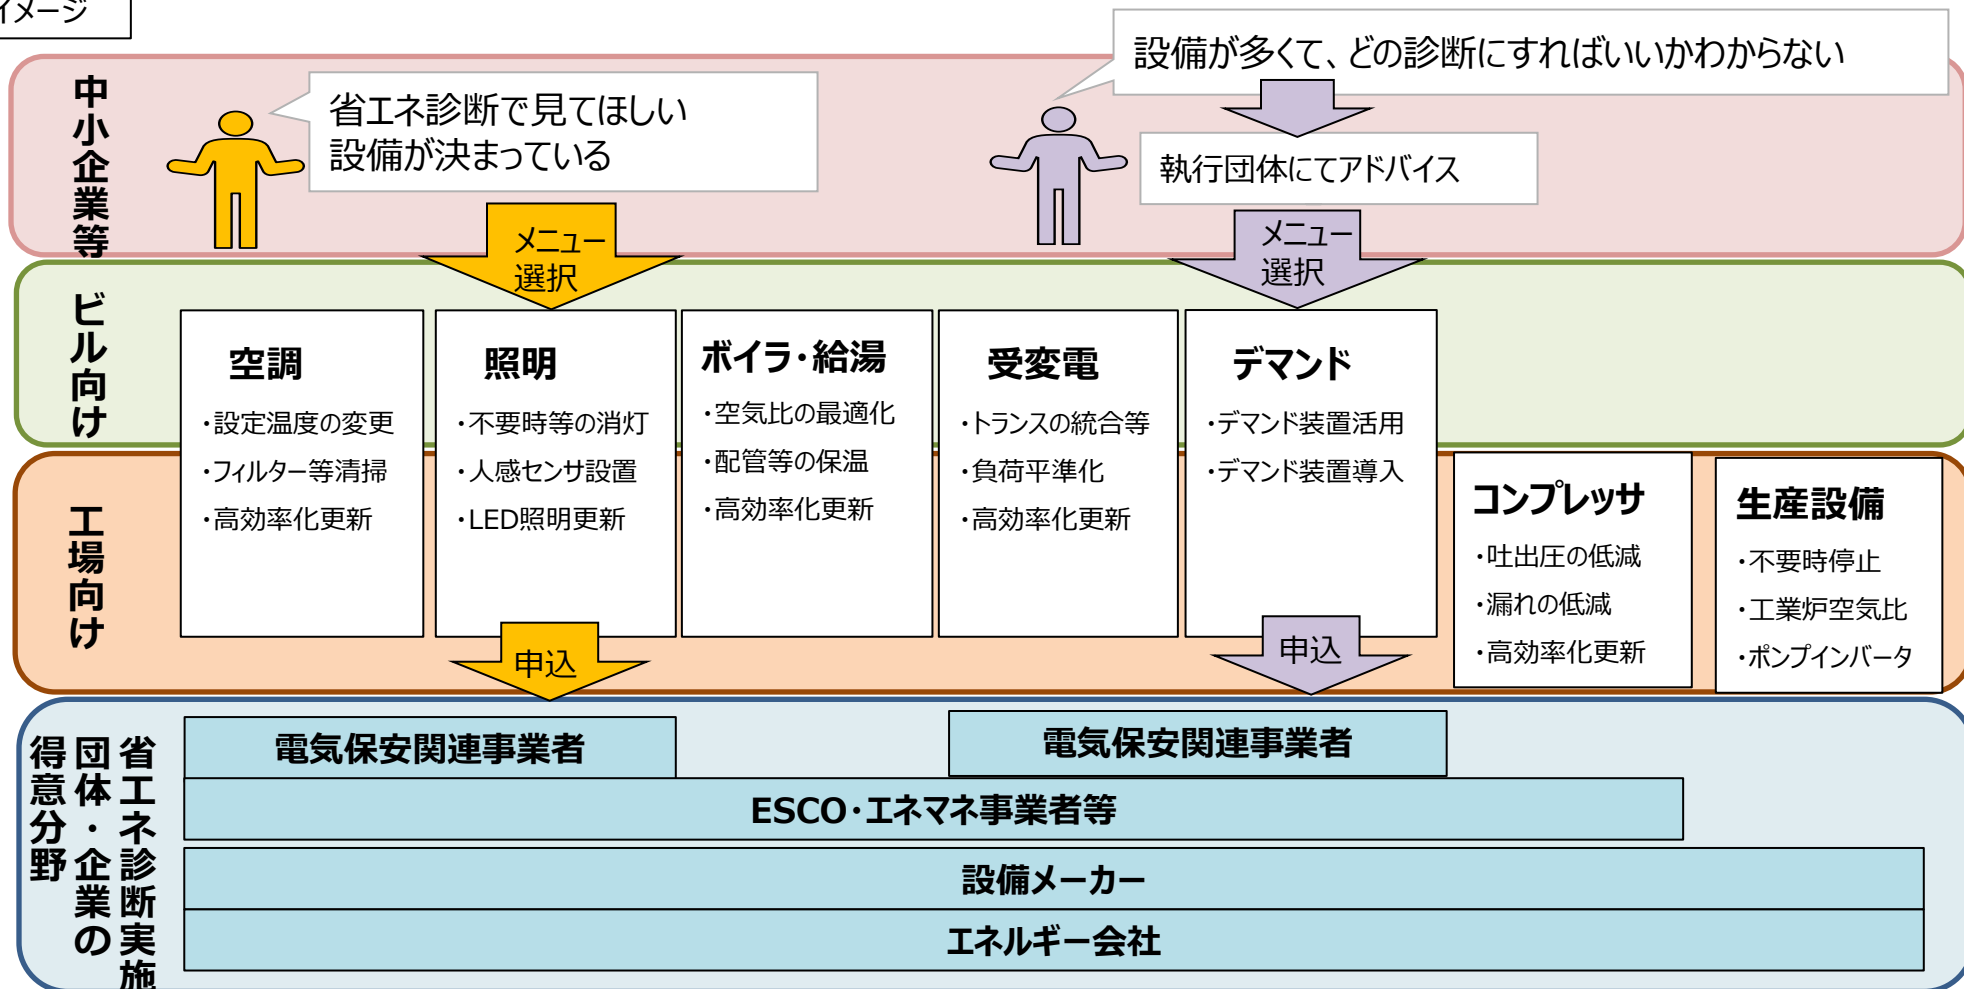 イメージ
中小企業等
省エネ診断で見てほしい
設備が決まっている
設備が多くて、どの診断にすればいいかわからない
執行団体にてアドバイス
メニュー
選択
メニュー
選択
ビル向け
工場向け
空調
・設定温度の変更
・フィルター等清掃
・高効率化更新
照明
・不要時等の消灯
・人感センサ設置
・LED照明更新
ボイラ・給湯
・空気比の最適化
・配管等の保温
・高効率化更新
受変電
・トランスの統合等
・負荷平準化
・高効率化更新
デマンド
・デマンド装置活用
・デマンド装置導入
コンプレッサ
・吐出圧の低減
・漏れの低減
・高効率化更新
生産設備
・不要時停止
・工業炉空気比
・ポンプインバータ
申込
申込
省エネ診断実施
団体・企業の
得意分野
電気保安関連事業者
電気保安関連事業者
ESCO・エネマネ事業者等
設備メーカー
エネルギー会社